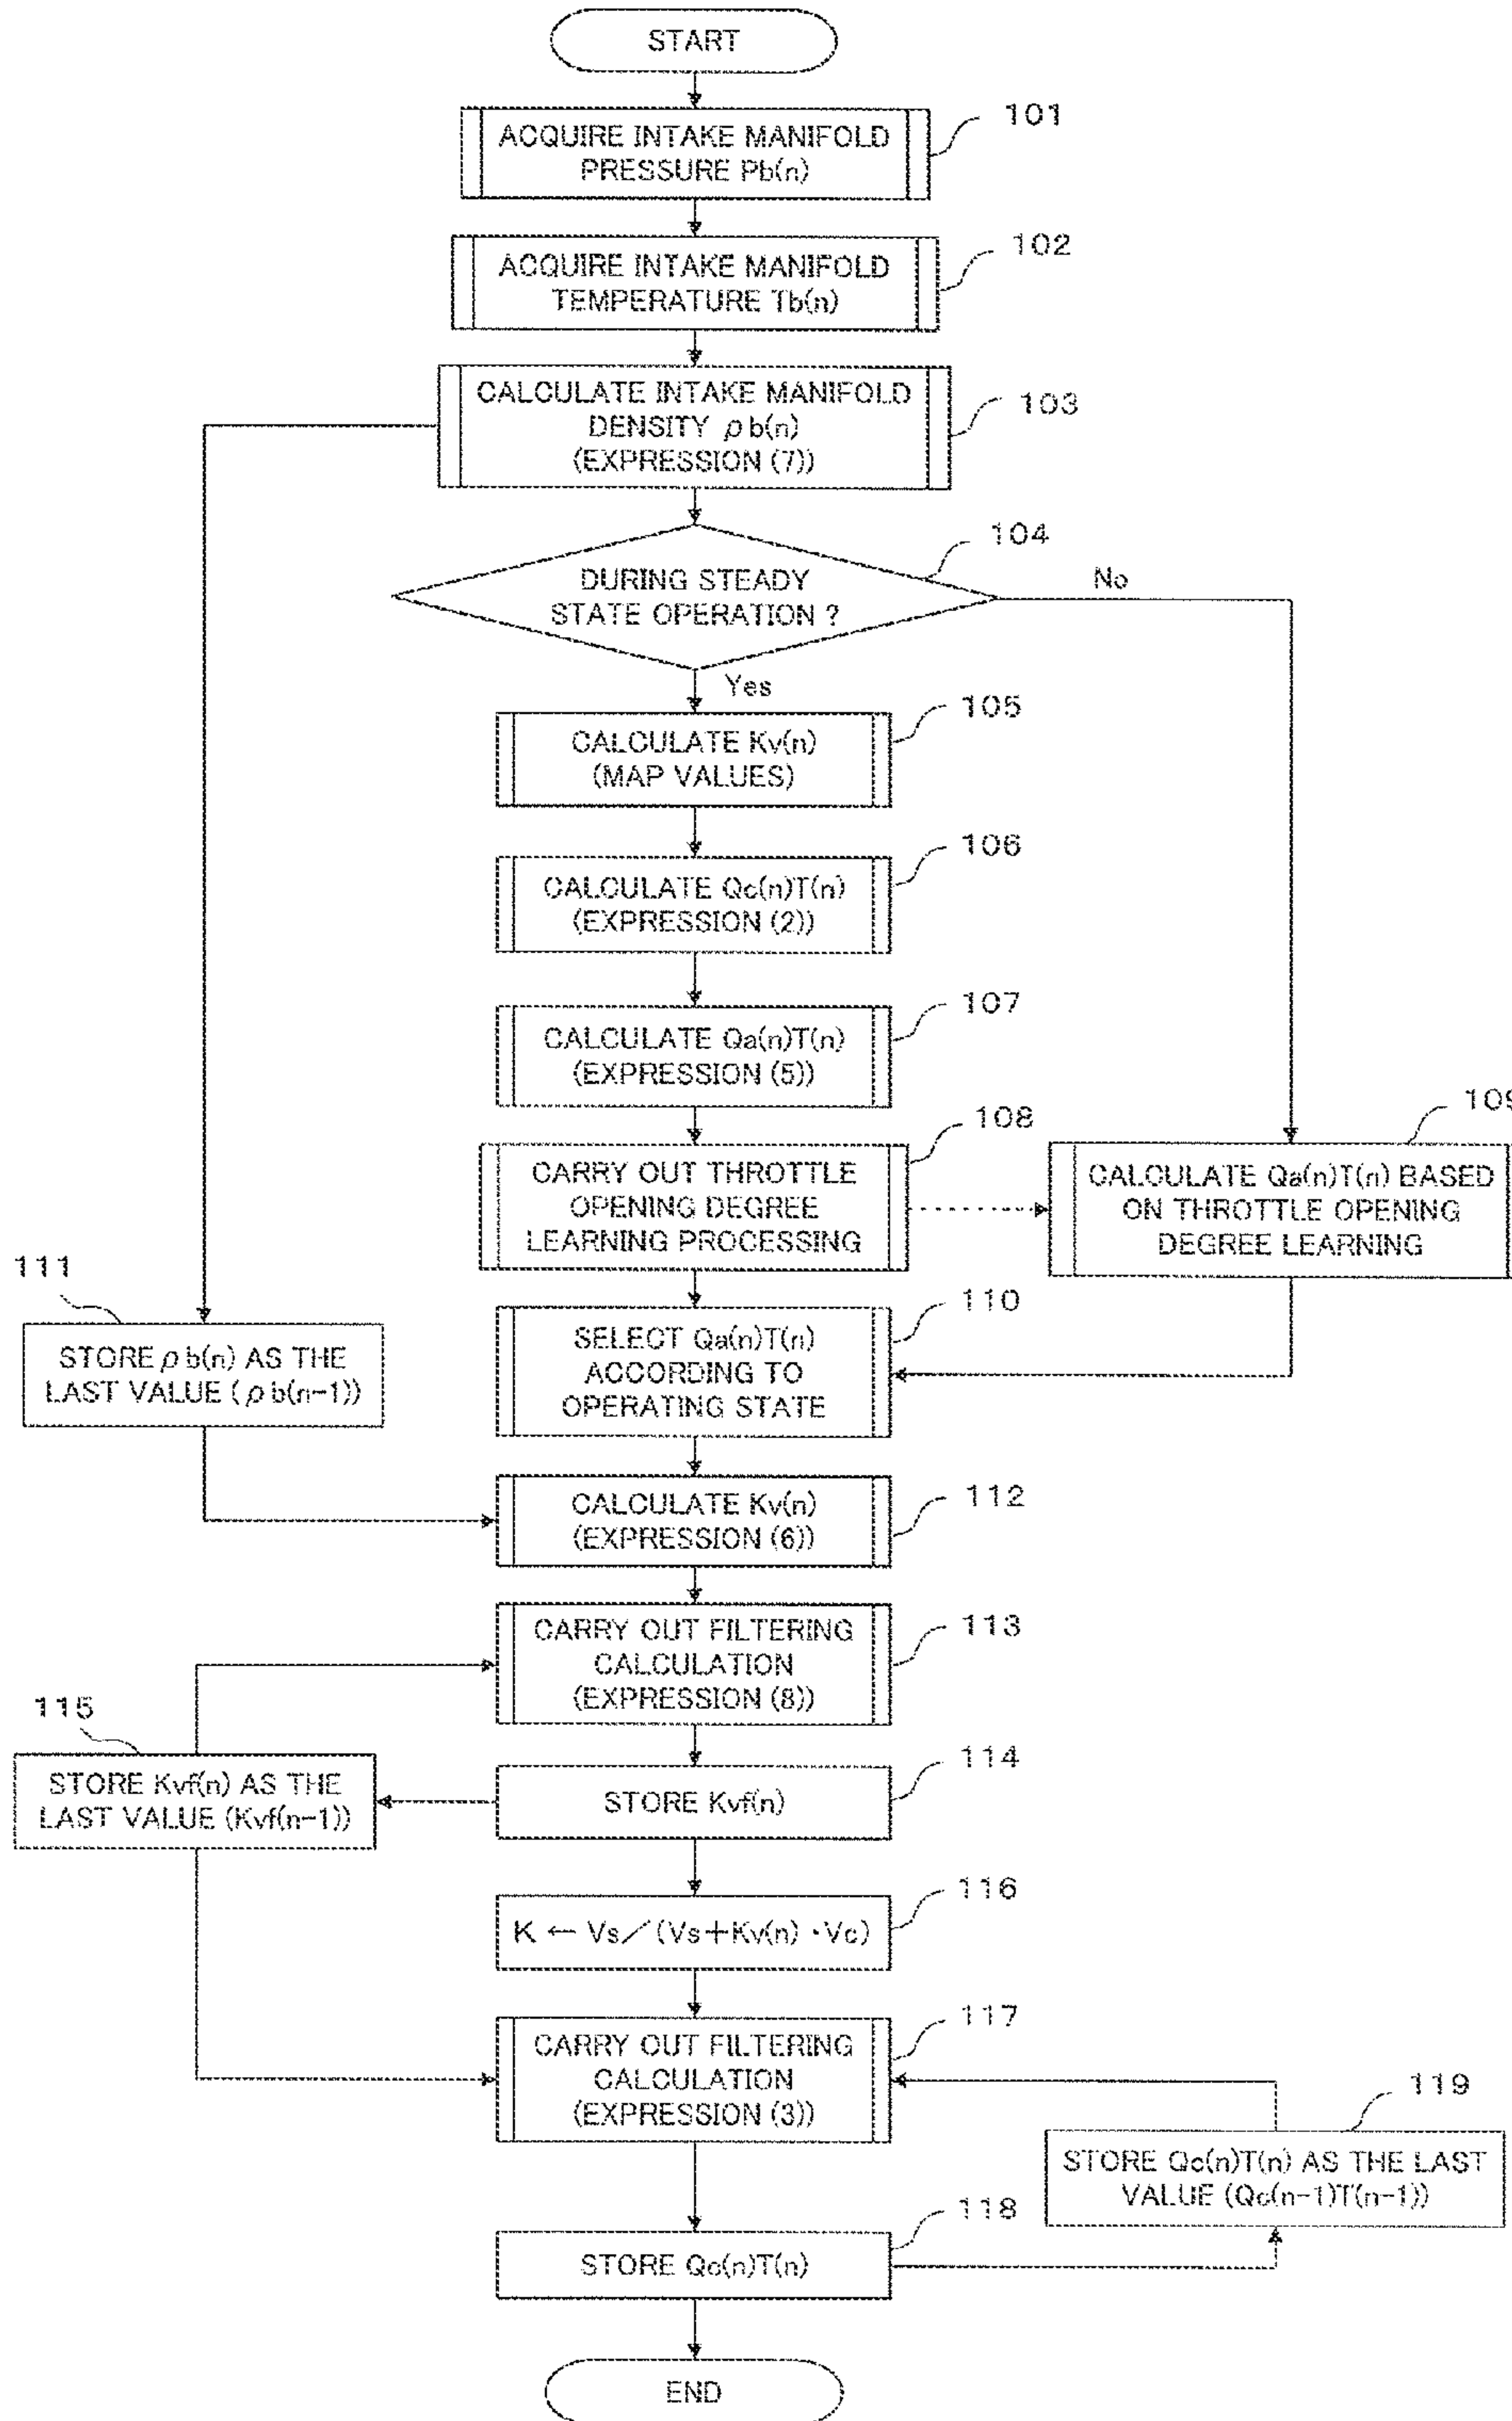 START
ACQUIRE INTAKE MANIFOLD
PRESSURE Pb(n)
101
ACQUIRE INTAKE MANIFOLD
TEMPERATURE Tb(n)
102
CALCULATE INTAKE MANIFOLD
DENSITY ρb(n)
(EXPRESSION (7))
103
DURING STEADY
STATE OPERATION ?
104
No
Yes
CALCULATE Kv(n)
(MAP VALUES)
105
CALCULATE Qc(n)T(n)
(EXPRESSION (2))
106
CALCULATE Qa(n)T(n)
(EXPRESSION (5))
107
CARRY OUT THROTTLE
OPENING DEGREE
LEARNING PROCESSING
108
CALCULATE Qa(n)T(n) BASED
ON THROTTLE OPENING
DEGREE LEARNING
109
SELECT Qa(n)T(n)
ACCORDING TO
OPERATING STATE
110
111
STORE ρb(n) AS THE
LAST VALUE (ρb(n-1))
CALCULATE Kv(n)
(EXPRESSION (6))
112
CARRY OUT FILTERING
CALCULATION
(EXPRESSION (8))
113
115
STORE Kvf(n) AS THE
LAST VALUE (Kvf(n-1))
STORE Kvf(n)
114
K ← Vs／(Vs＋Kv(n)・Vc)
116
CARRY OUT FILTERING
CALCULATION
(EXPRESSION (3))
117
119
STORE Qc(n)T(n) AS THE LAST
VALUE (Qc(n-1)T(n-1))
STORE Qc(n)T(n)
118
END